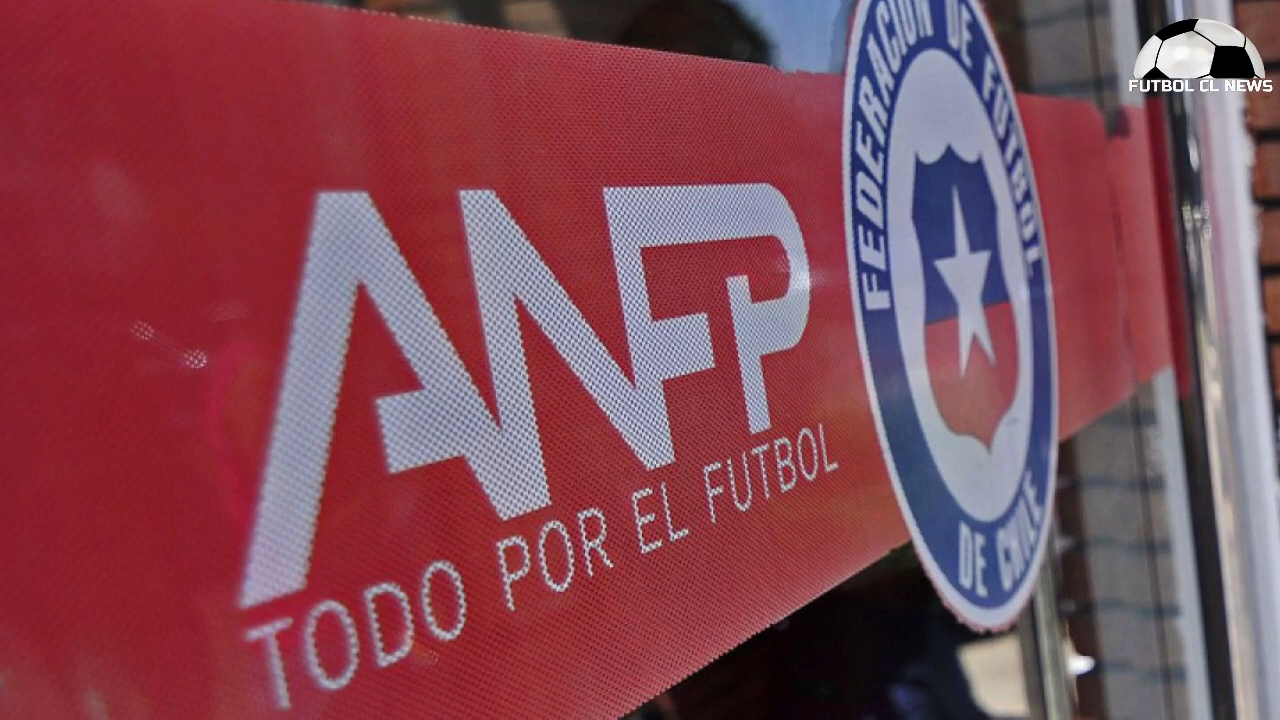 ANFP
TODO POR EL FUTBOL
FEDERACION DE FUTBOL
DE CHILE
FUTBOL CL NEWS